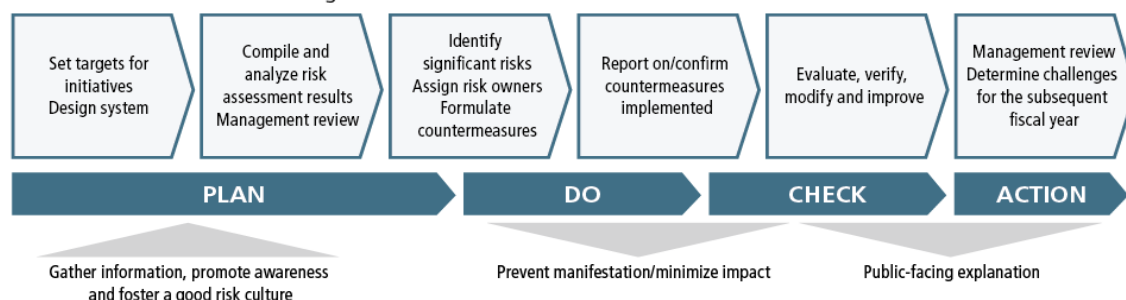 Set targets for
initiatives
Design system
Compile and
analyze risk
assessment results
Management review
Identify
significant risks
Assign risk owners
Formulate
countermeasures
Report on/confirm
countermeasures
implemented
Evaluate, verify,
modify and improve
Management review
Determine challenges
for the subsequent
fiscal year
PLAN
DO
CHECK
ACTION
Gather information, promote awareness
and foster a good risk culture
Prevent manifestation/minimize impact
Public-facing explanation